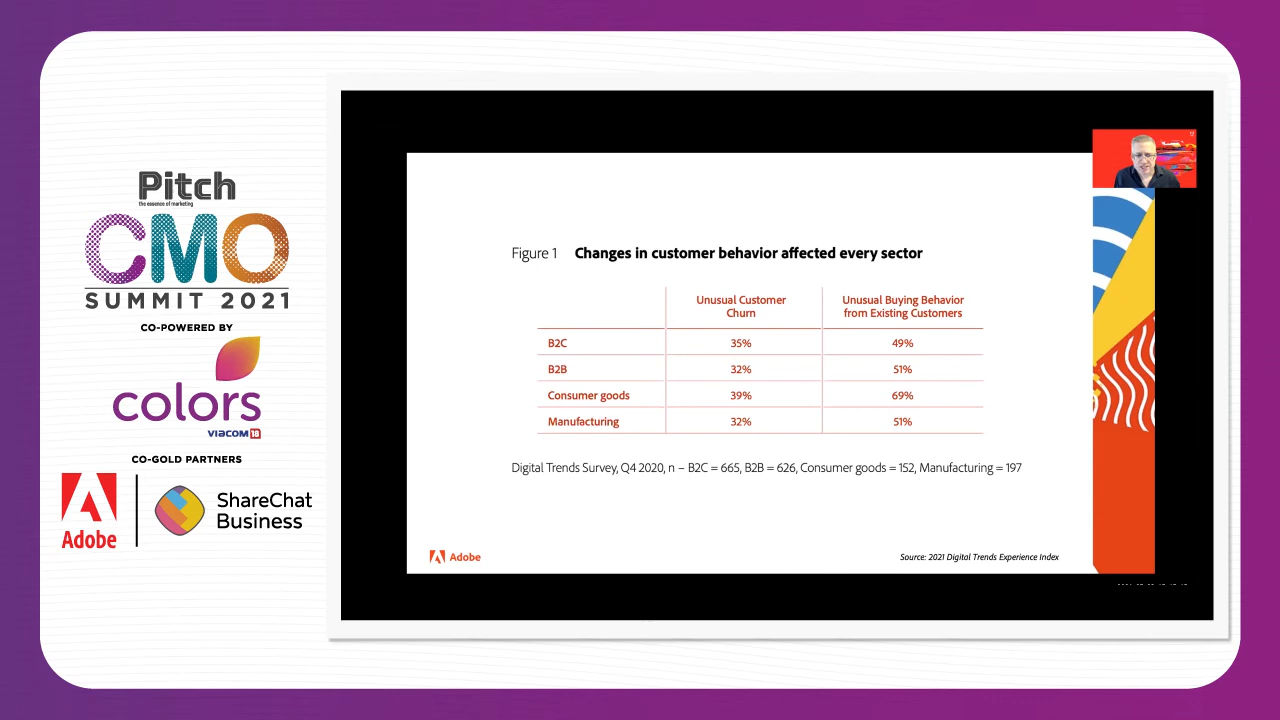 Pitch
the essence of marketing
CMO
SUMMIT 2021
CO-POWERED BY
colors
VIACOM 18
CO-GOLD PARTNERS
Adobe
ShareChat
Business
Figure 1 Changes in customer behavior affected every sector
Unusual Customer Churn
Unusual Buying Behavior from Existing Customers
B2C 35% 49%
B2B 32% 51%
Consumer goods 39% 69%
Manufacturing 32% 51%
Digital Trends Survey, Q4 2020, n – B2C = 665, B2B = 626, Consumer goods = 152, Manufacturing = 197
Adobe
Source: 2021 Digital Trends Experience Index